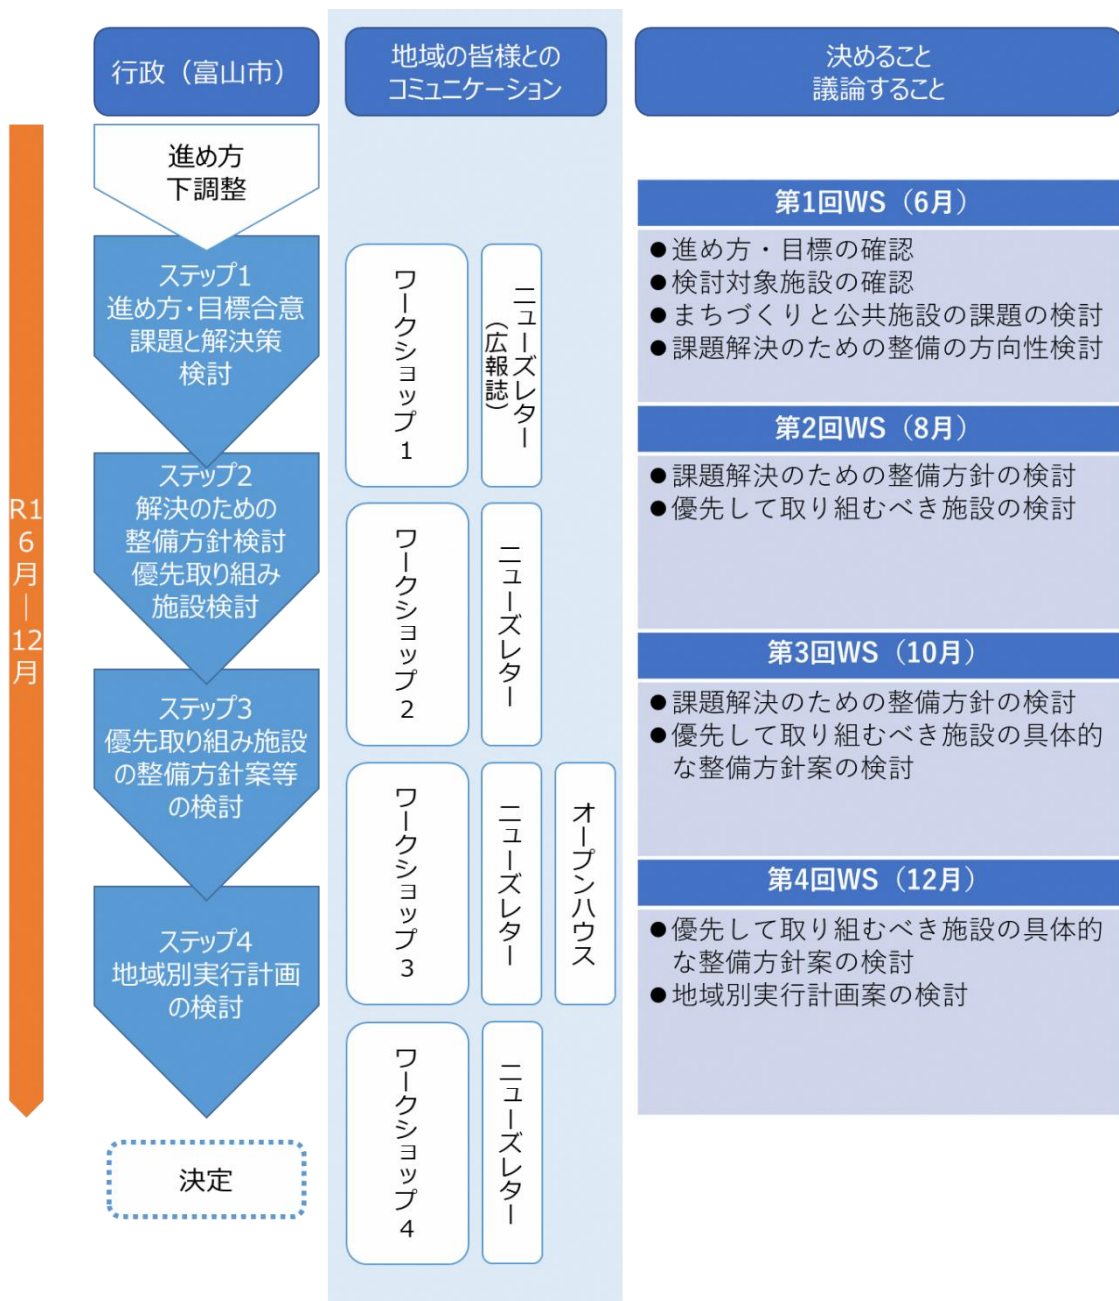 行政（富山市）
地域の皆様との
コミュニケーション
決めること
議論すること
R1
6
月
｜
12
月
進め方
下調整
ステップ1
進め方・目標合意
課題と解決策
検討
ステップ2
解決のための
整備方針検討
優先取り組み
施設検討
ステップ3
優先取り組み施設
の整備方針案等
の検討
ステップ4
地域別実行計画
の検討
決定
ワークショップ1
ニューズレター
（広報誌）
ワークショップ2
ニューズレター
ワークショップ3
ニューズレター
オープンハウス
ワークショップ4
ニューズレター
第1回WS（6月）
●進め方・目標の確認
●検討対象施設の確認
●まちづくりと公共施設の課題の検討
●課題解決のための整備の方向性検討
第2回WS（8月）
●課題解決のための整備方針の検討
●優先して取り組むべき施設の検討
第3回WS（10月）
●課題解決のための整備方針の検討
●優先して取り組むべき施設の具体的
な整備方針案の検討
第4回WS（12月）
●優先して取り組むべき施設の具体的
な整備方針案の検討
●地域別実行計画案の検討